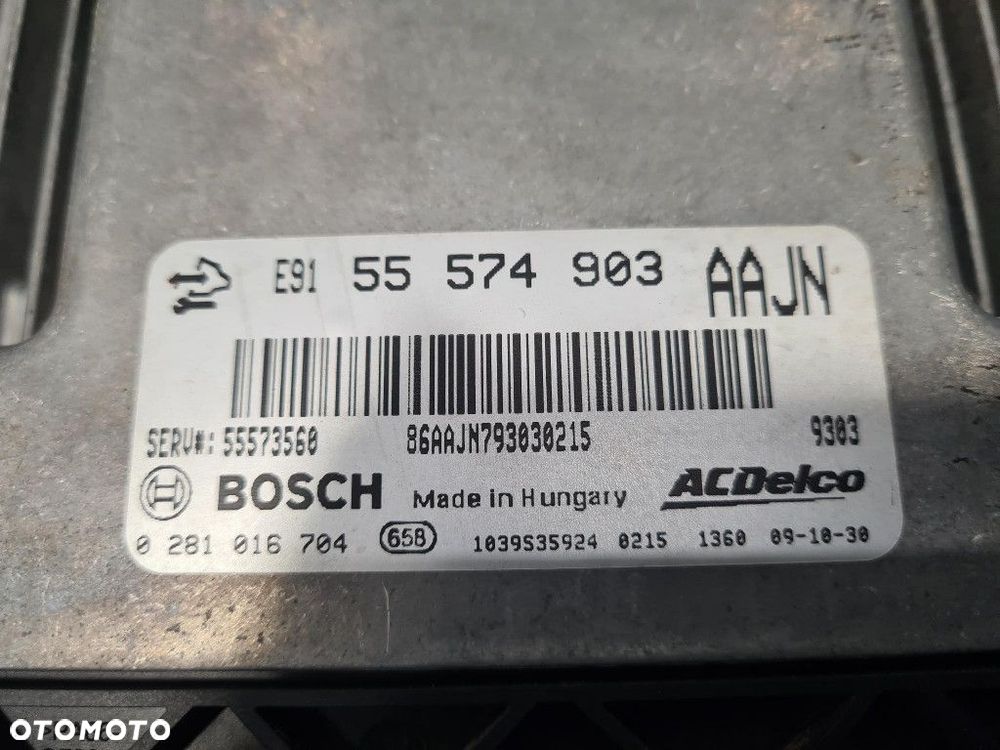 E91 55 574 903 AAJN
SERV#: 55573560 86AAJN793030215 9303
BOSCH Made in Hungary ACDelco
0 281 016 704 658 1039S35924 0215 1360 09-10-30
OTOMOTO